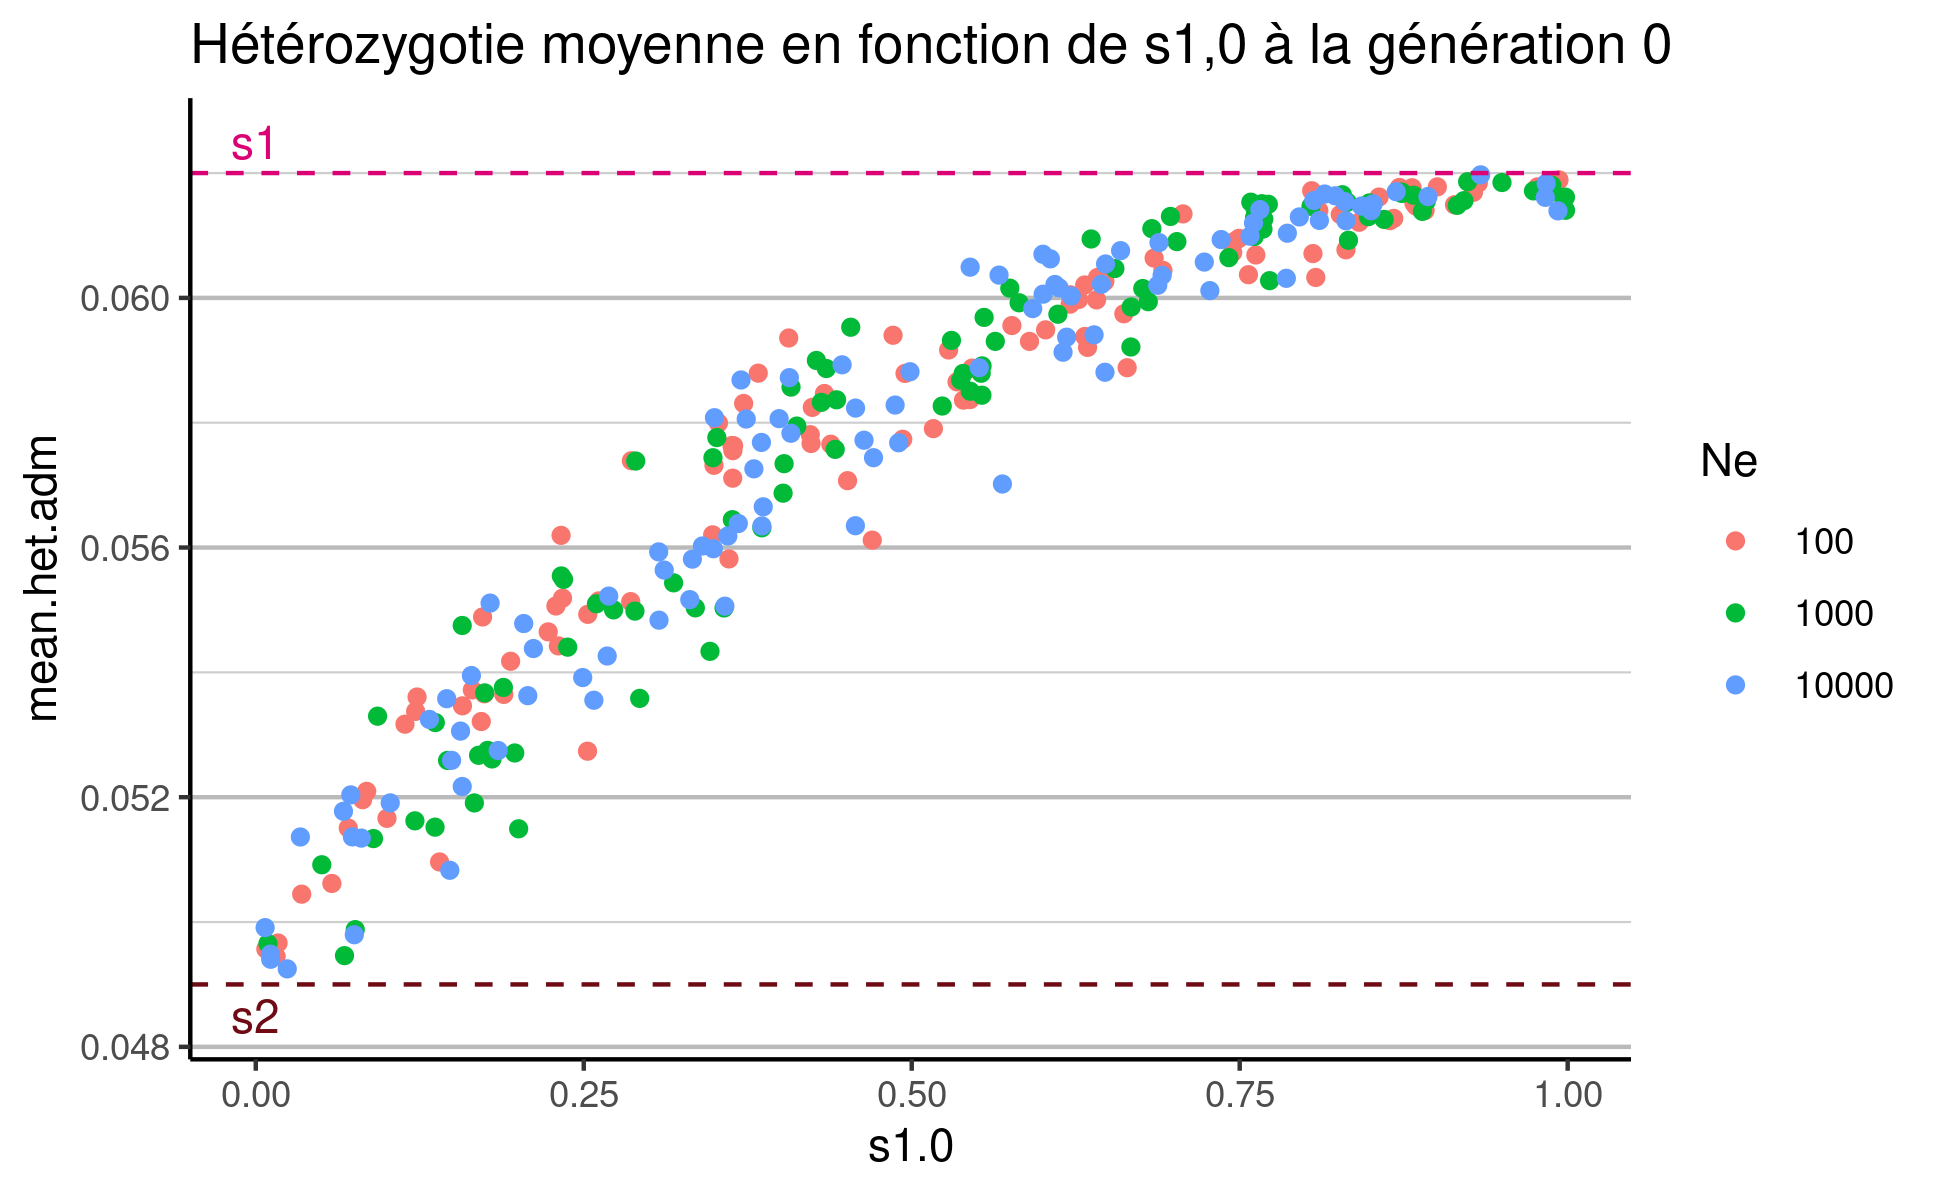 Hétérozygotie moyenne en fonction de s1,0 à la génération 0
s1
0.060
0.056
0.052
0.048
s2
mean.het.adm
0.00
0.25
0.50
0.75
1.00
s1.0
Ne
100
1000
10000